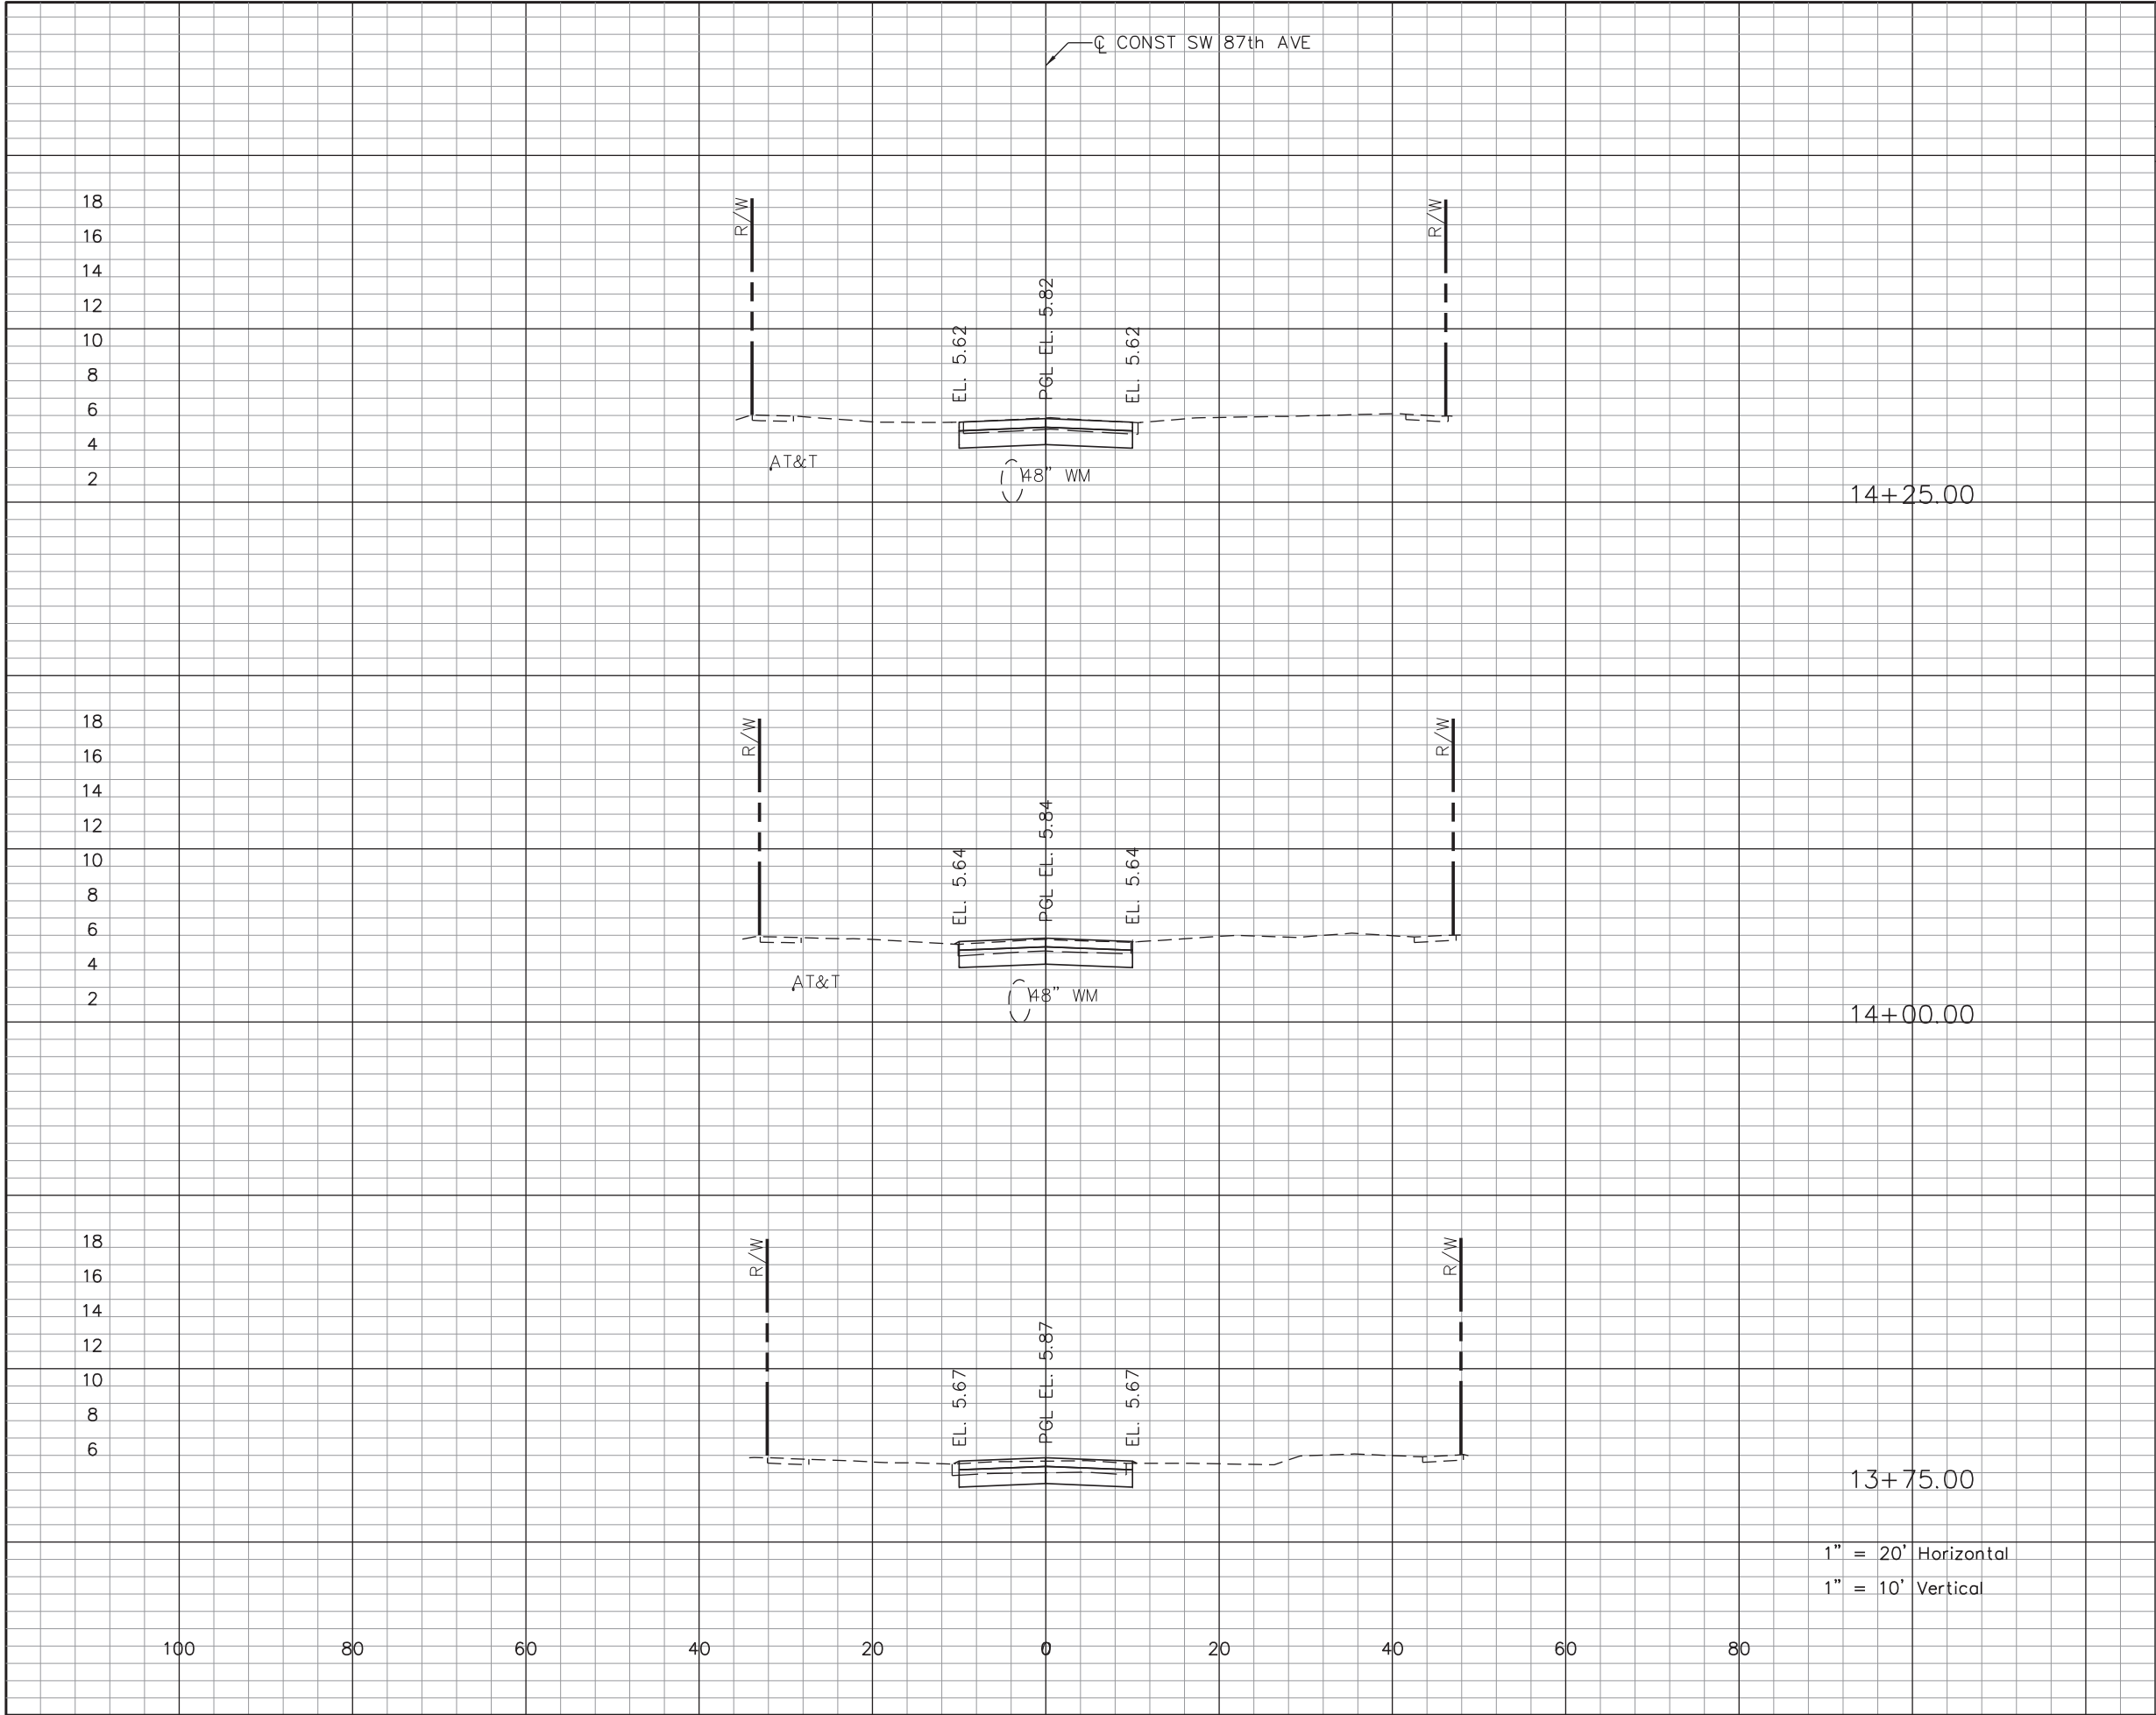 ℄ CONST SW 87th AVE
18
16
14
12
10
8
6
4
2
R/W
R/W
EL. 5.62
PGL EL. 5.82
EL. 5.62
AT&T
48" WM
14+25.00
18
16
14
12
10
8
6
4
2
R/W
R/W
EL. 5.64
PGL EL. 5.84
EL. 5.64
AT&T
48" WM
14+00.00
18
16
14
12
10
8
6
R/W
R/W
EL. 5.67
PGL EL. 5.87
EL. 5.67
13+75.00
1" = 20' Horizontal
1" = 10' Vertical
100 80 60 40 20 0 20 40 60 80